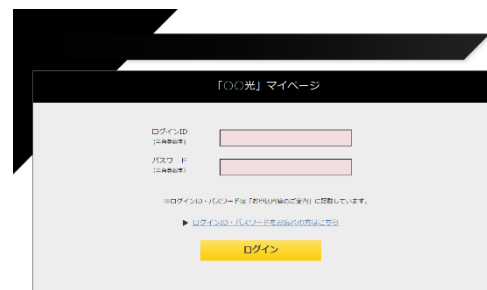 「○○光」マイページ
ログインID
(半角英数字)
パスワード
(半角英数字)
※ログインID・パスワードは「お申込内容のご案内」に記載しています。
▶ ログインID・パスワードをお忘れの方はこちら
ログイン